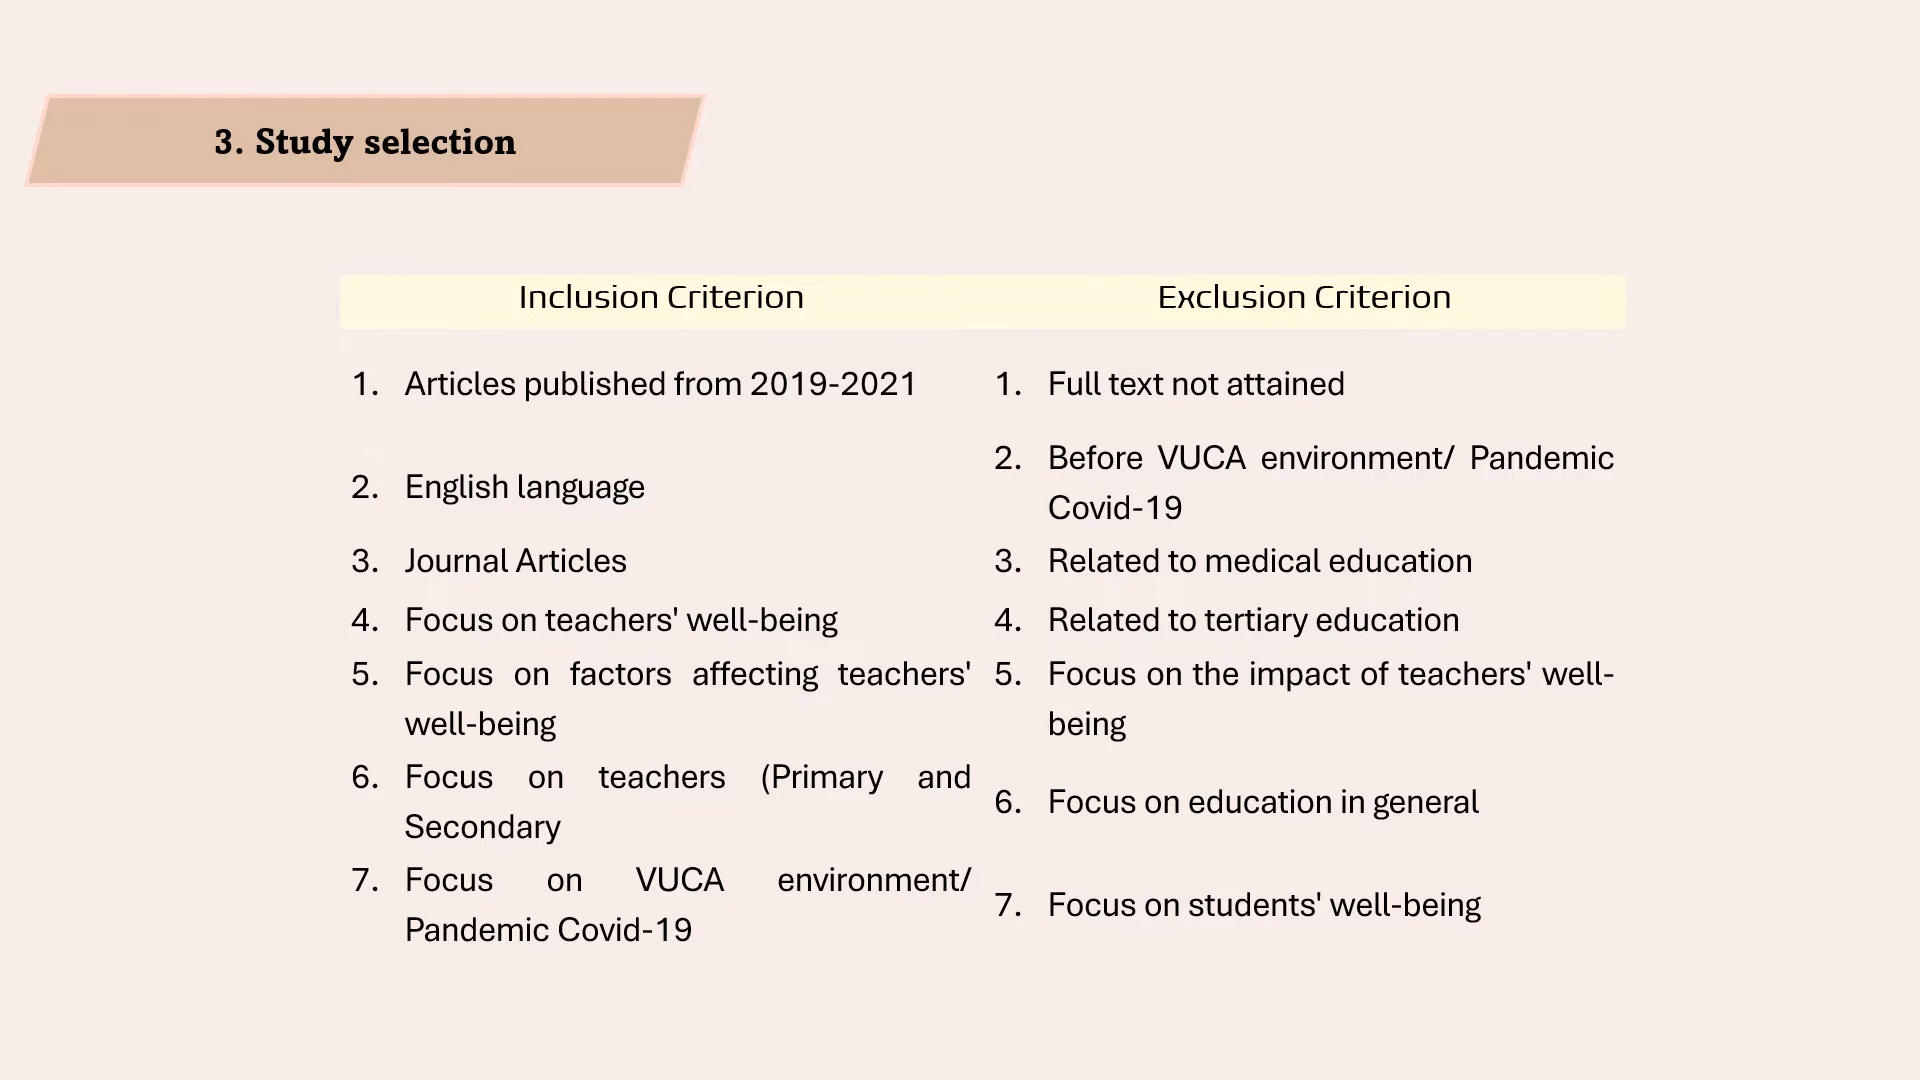 3. Study selection
Inclusion Criterion
Exclusion Criterion
1. Articles published from 2019-2021
1. Full text not attained
2. English language
2. Before VUCA environment/ Pandemic
Covid-19
3. Journal Articles
3. Related to medical education
4. Focus on teachers' well-being
4. Related to tertiary education
5. Focus on factors affecting teachers'
well-being
5. Focus on the impact of teachers' well-
being
6. Focus on teachers (Primary and
Secondary
6. Focus on education in general
7. Focus on VUCA environment/
Pandemic Covid-19
7. Focus on students' well-being